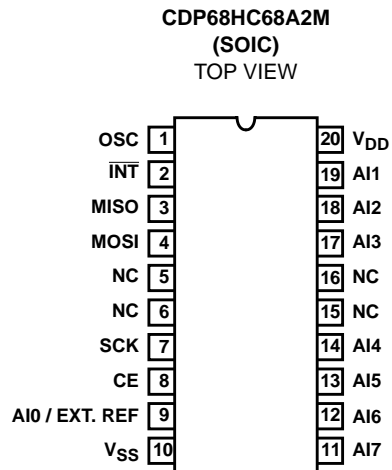 CDP68HC68A2M
(SOIC)
TOP VIEW
OSC 1 20 VDD
INT 2 19 AI1
MISO 3 18 AI2
MOSI 4 17 AI3
NC 5 16 NC
NC 6 15 NC
SCK 7 14 AI4
CE 8 13 AI5
AI0 / EXT. REF 9 12 AI6
VSS 10 11 AI7